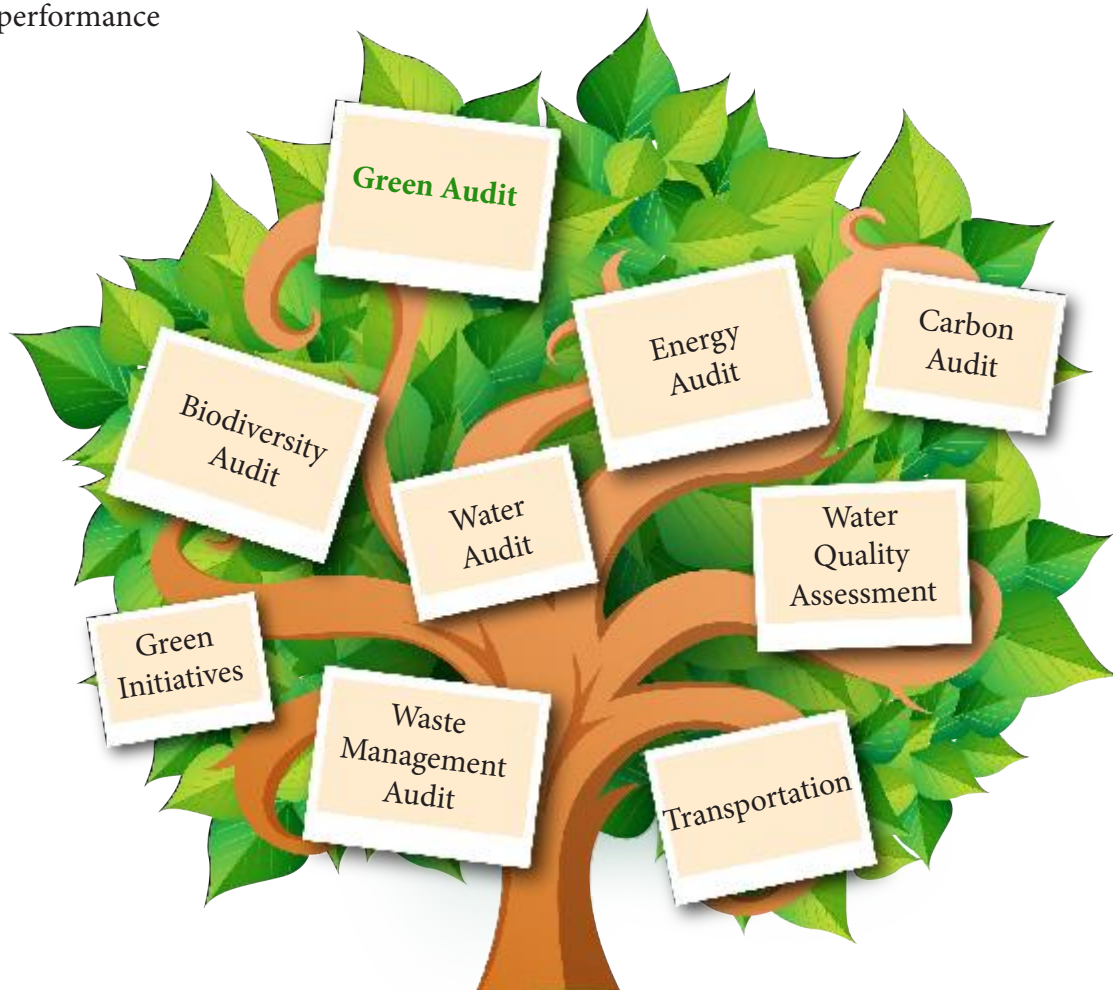 performance
Green Audit
Energy
Audit
Carbon
Audit
Biodiversity
Audit
Water
Audit
Water
Quality
Assessment
Green
Initiatives
Waste
Management
Audit
Transportation